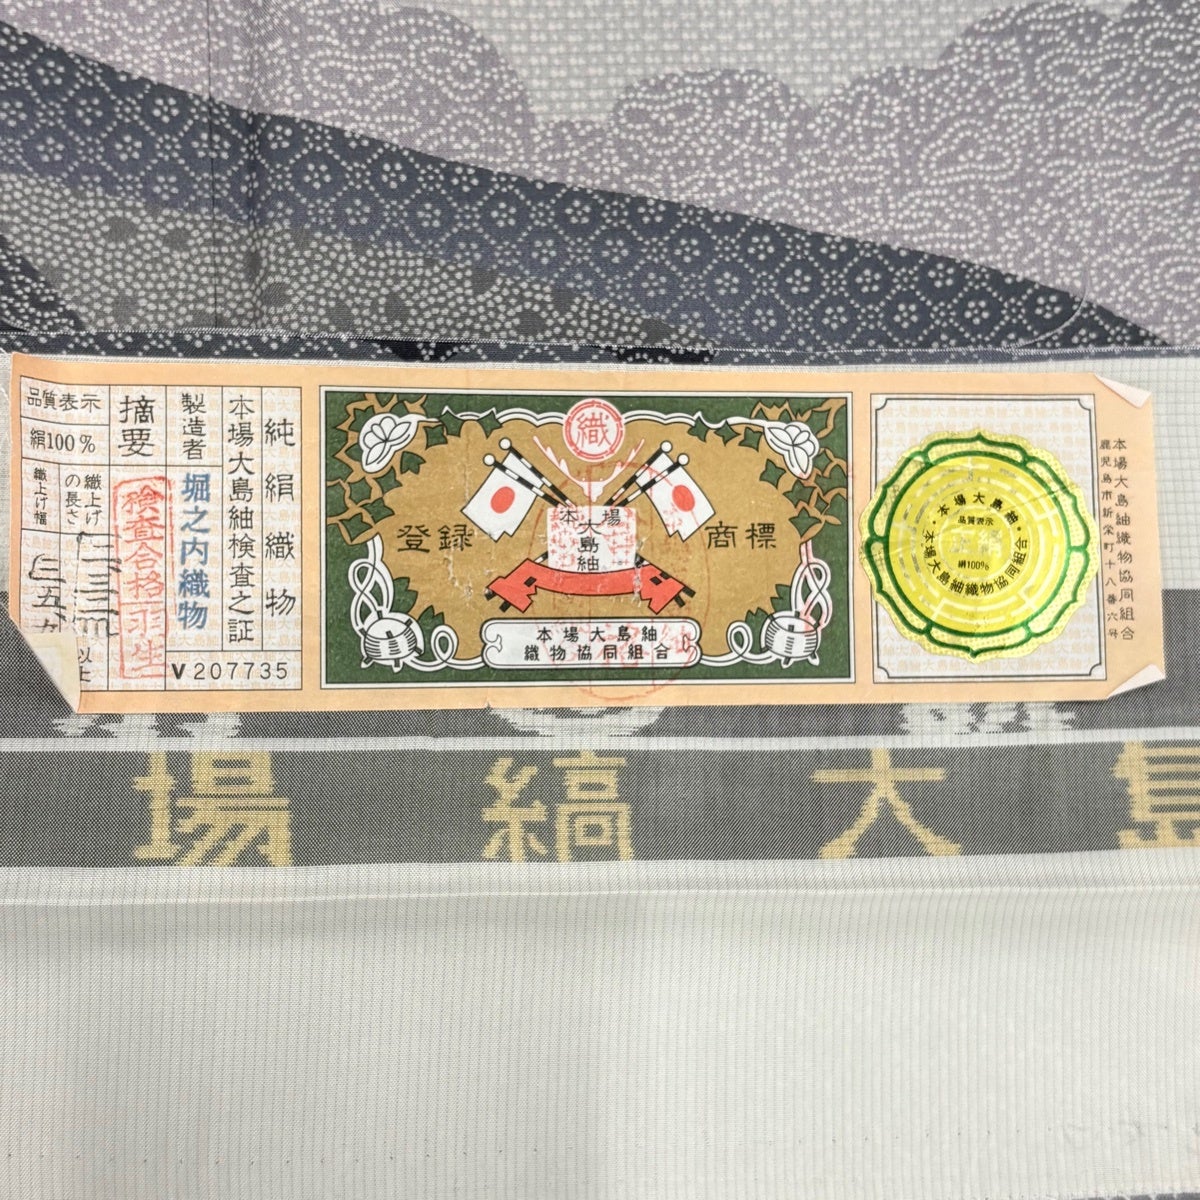 品質表示
絹100%
織上げ幅
織上げの長さ
以上
摘要
検査合格
製造者
堀之内織物
本場大島紬検査之証
純絹織物
V207735
織
登録
商標
本場
大島紬
本場大島紬
織物協同組合
本場大島紬
品質表示
絹100%
本場大島紬織物協同組合
本場大島紬織物協同組合
鹿児島市新栄町十八番六号
場縞大島